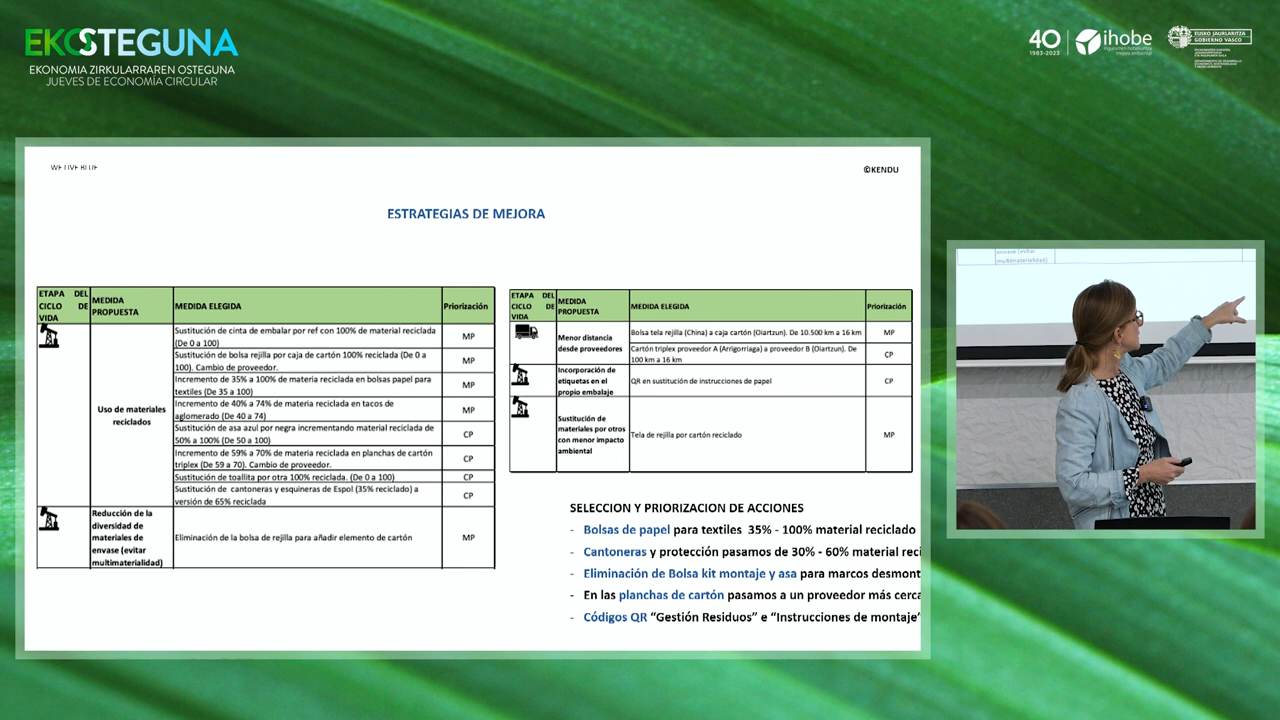 EKOSTEGUNA
EKONOMIA ZIRKULARRAREN OSTEGUNA
JUEVES DE ECONOMÍA CIRCULAR
40
1983-2023
ihobe
EUSKO JAURLARITZA
GOBIERNO VASCO
WE LIVE BLUE
©KENDU
ESTRATEGIAS DE MEJORA
ETAPA DEL CICLO DE VIDA
MEDIDA PROPUESTA
MEDIDA ELEGIDA
Priorización
Uso de materiales reciclados
Sustitución de cinta de embalar por ref con 100% de material reciclada
(De 0 a 100)
MP
Sustitución de bolsa rejilla por caja de cartón 100% reciclada (De 0 a
100). Cambio de proveedor.
MP
Incremento de 35% a 100% de materia reciclada en bolsas papel para
textiles (De 35 a 100)
MP
Incremento de 40% a 74% de materia reciclada en tacos de
aglomerado (De 40 a 74)
MP
Sustitución de asa azul por negra incrementando material reciclada de
50% a 100% (De 50 a 100)
CP
Incremento de 59% a 70% de materia reciclada en planchas de cartón
triplex (De 59 a 70). Cambio de proveedor.
CP
Sustitución de toallita por otra 100% reciclada. (De 0 a 100)
CP
Sustitución de cantoneras y esquineras de Espol (35% reciclado) a
versión de 65% reciclada
CP
Reducción de la
diversidad de
materiales de
envase (evitar
multimaterialidad)
Eliminación de la bolsa de rejilla para añadir elemento de cartón
MP
ETAPA DEL CICLO DE VIDA
MEDIDA PROPUESTA
MEDIDA ELEGIDA
Priorización
Menor distancia
desde proveedores
Bolsa tela rejilla (China) a caja cartón (Oiartzun). De 10.500 km a 16 km
MP
Cartón triplex proveedor A (Arrigorriaga) a proveedor B (Oiartzun). De
100 km a 16 km
CP
Incorporación de
etiquetas en el
propio embalaje
QR en sustitución de instrucciones de papel
CP
Sustitución de
materiales por otros
con menor impacto
ambiental
Tela de rejilla por cartón reciclado
MP
SELECCION Y PRIORIZACION DE ACCIONES
- Bolsas de papel para textiles 35% - 100% material reciclado
- Cantoneras y protección pasamos de 30% - 60% material reci
- Eliminación de Bolsa kit montaje y asa para marcos desmont
- En las planchas de cartón pasamos a un proveedor más cerca
- Códigos QR “Gestión Residuos” e “Instrucciones de montaje”
envase (evitar
multimaterialidad)